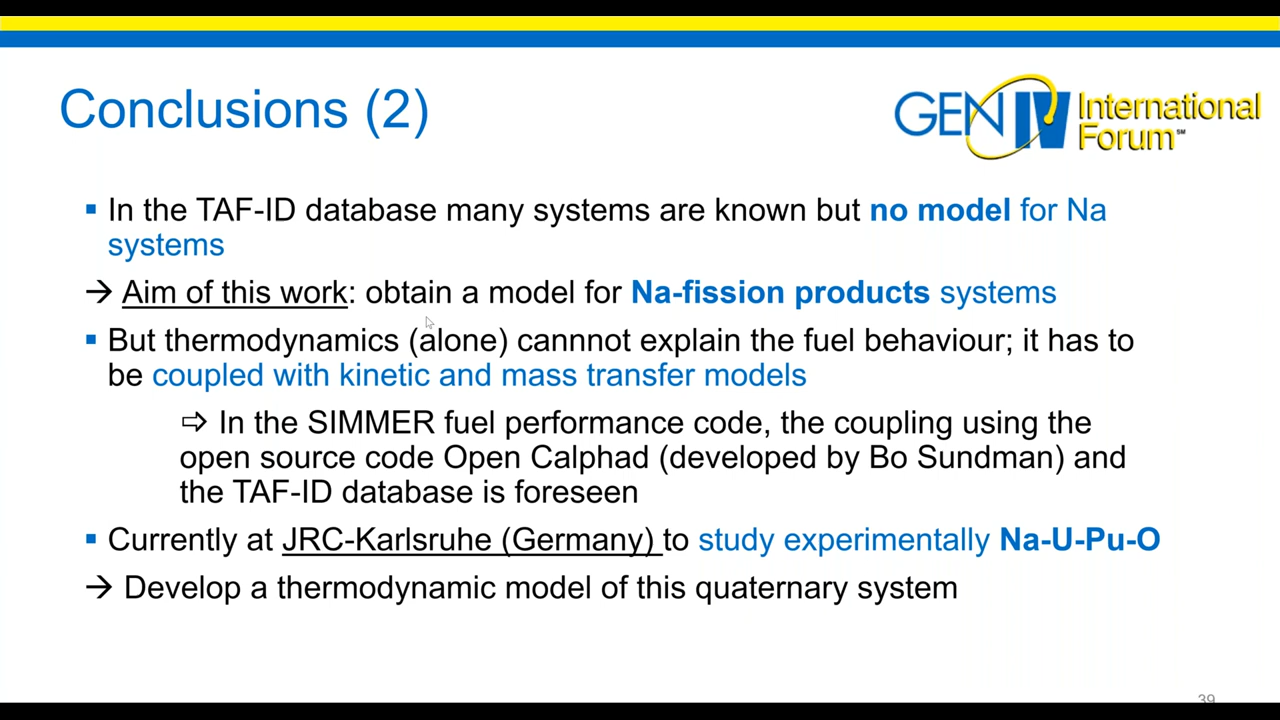 Conclusions (2)
GEN IV International
Forum℠
▪ In the TAF-ID database many systems are known but no model for Na
systems
→ Aim of this work: obtain a model for Na-fission products systems
▪ But thermodynamics (alone) cannnot explain the fuel behaviour; it has to
be coupled with kinetic and mass transfer models
⇨ In the SIMMER fuel performance code, the coupling using the
open source code Open Calphad (developed by Bo Sundman) and
the TAF-ID database is foreseen
▪ Currently at JRC-Karlsruhe (Germany) to study experimentally Na-U-Pu-O
→ Develop a thermodynamic model of this quaternary system
39